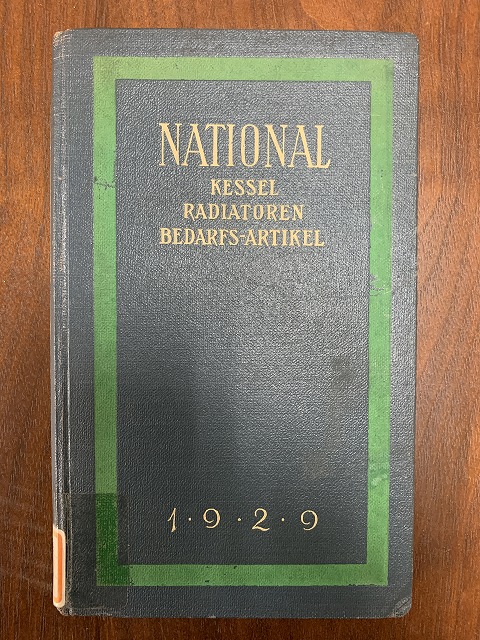 NATIONAL
KESSEL
RADIATOREN
BEDARFS-ARTIKEL
1·9·2·9